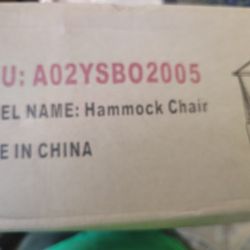 U: A02YSBO2005
EL NAME: Hammock Chair
E IN CHINA